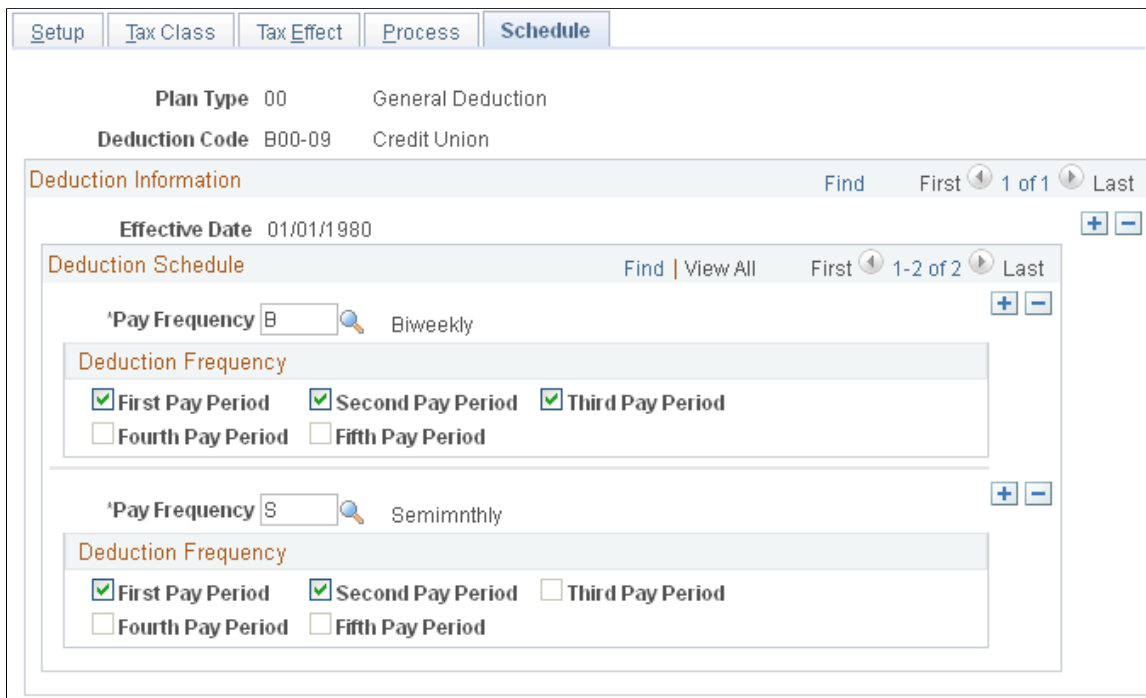 Setup Tax Class Tax Effect Process Schedule
Plan Type 00 General Deduction
Deduction Code B00-09 Credit Union
Deduction Information Find First 1 of 1 Last
Effective Date 01/01/1980
Deduction Schedule Find | View All First 1-2 of 2 Last
*Pay Frequency B Biweekly
Deduction Frequency
First Pay Period Second Pay Period Third Pay Period
Fourth Pay Period Fifth Pay Period
*Pay Frequency S Semimnthly
Deduction Frequency
First Pay Period Second Pay Period Third Pay Period
Fourth Pay Period Fifth Pay Period